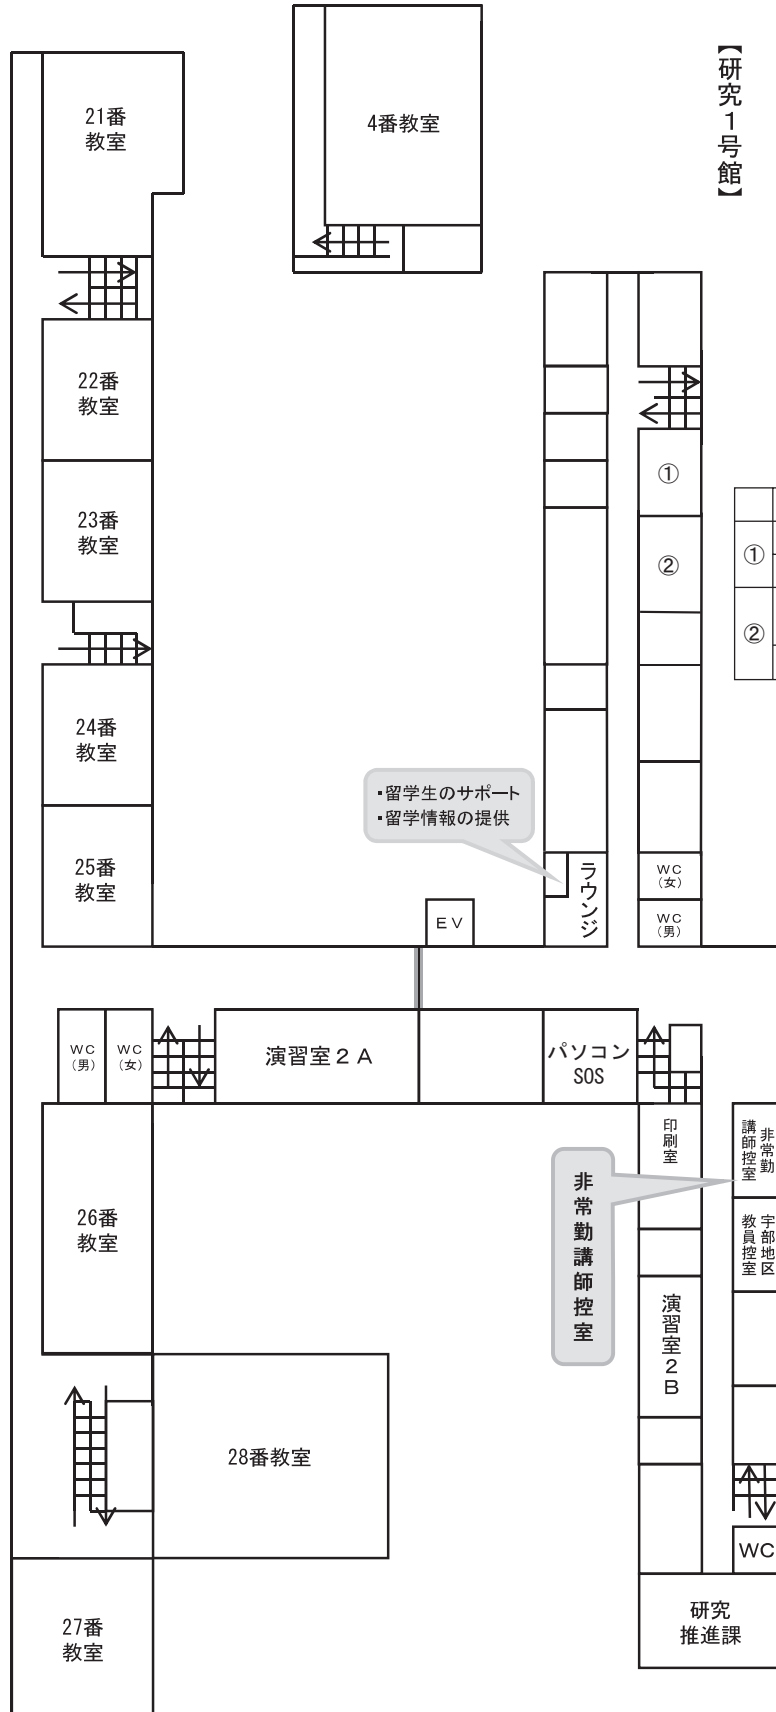 【研究１号館】
21番
教室
4番教室
22番
教室
①
23番
教室
②
①
②
24番
教室
・留学生のサポート
・留学情報の提供
25番
教室
ラウンジ
WC
(女)
EV
WC
(男)
WC
(男)
WC
(女)
演習室２Ａ
パソコン
SOS
印刷室
非常勤
講師控室
非常勤講師控室
26番
教室
宇部地区
教員控室
演習室２Ｂ
28番教室
WC
研究
推進課
27番
教室